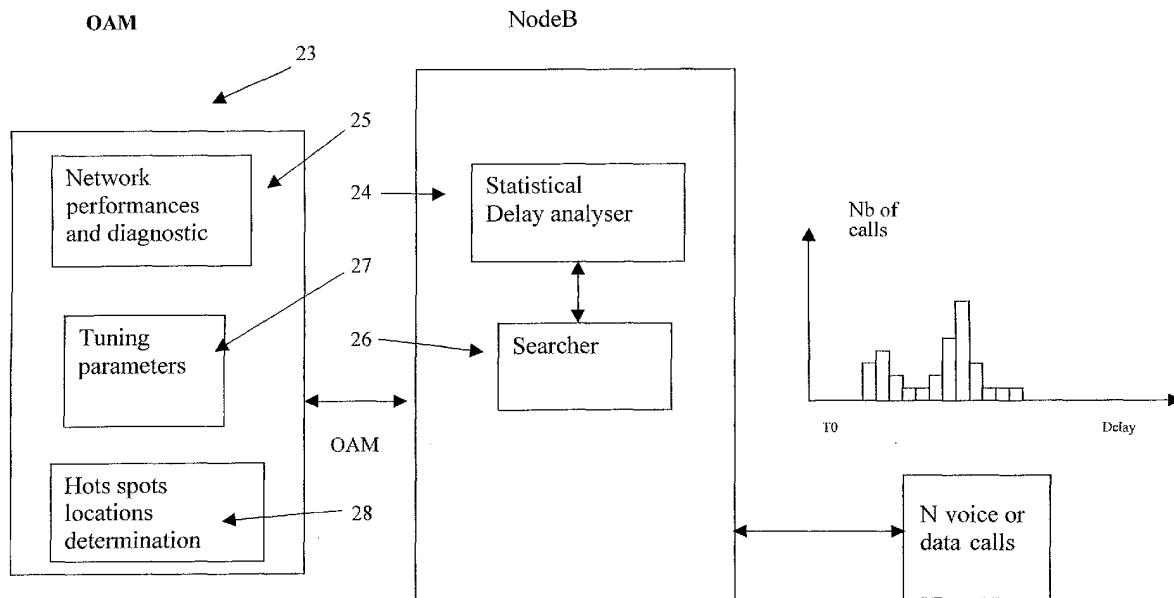 OAM
NodeB
23
25
Network
performances
and diagnostic
24
Statistical
Delay analyser
27
Tuning
parameters
26
Searcher
OAM
Hots spots
locations
determination
28
Nb of
calls
T0
Delay
N voice or
data calls